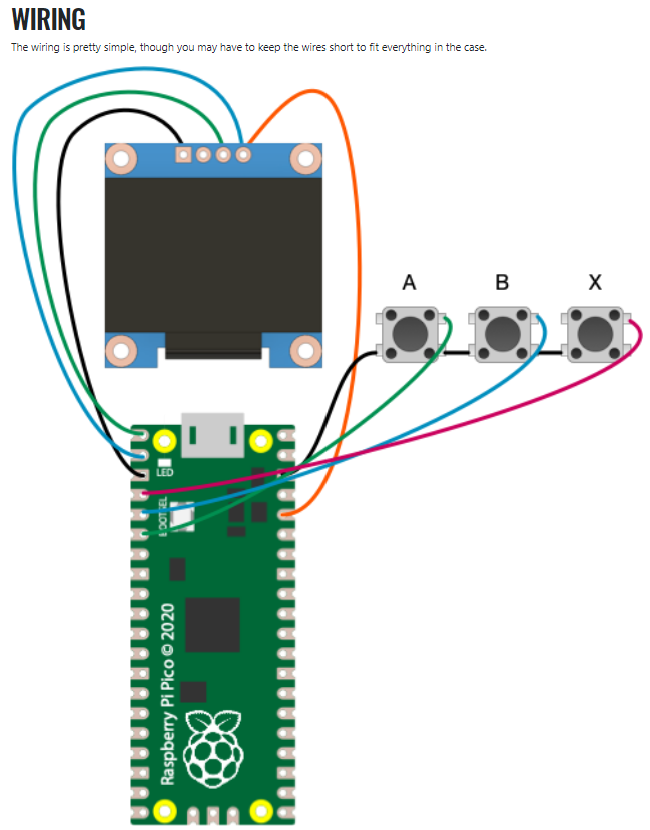 WIRING
The wiring is pretty simple, though you may have to keep the wires short to fit everything in the case.
A B X
LED
BOOTSEL
Raspberry Pi Pico © 2020